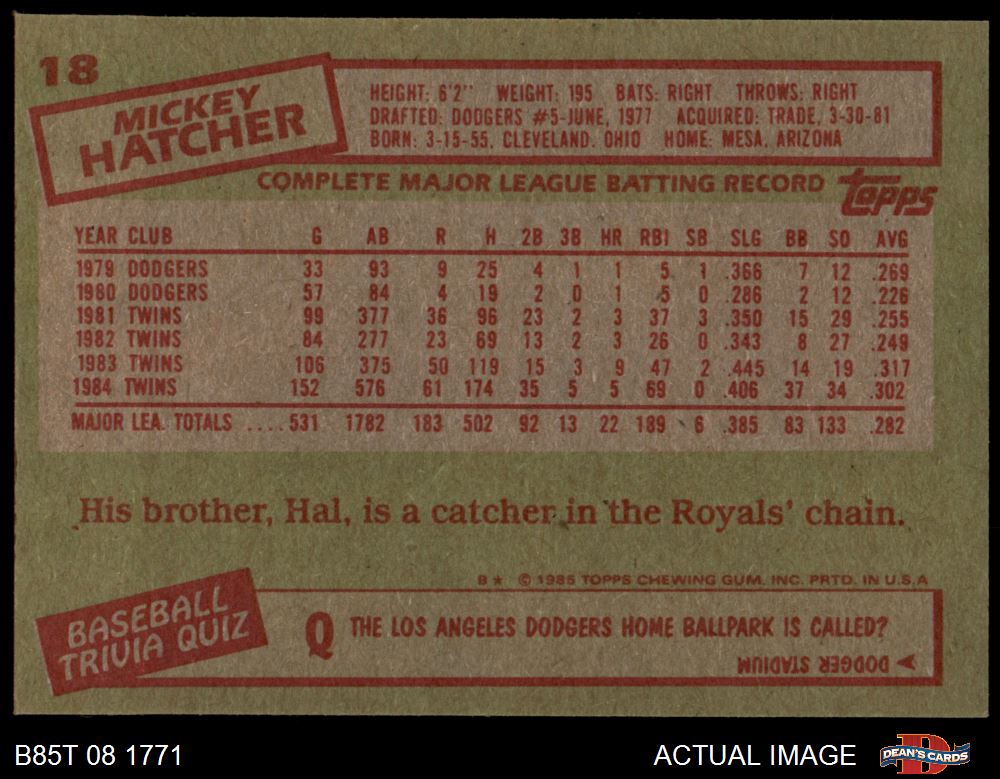 18
MICKEY
HATCHER
HEIGHT: 6'2" WEIGHT: 195 BATS: RIGHT THROWS: RIGHT
DRAFTED: DODGERS #5-JUNE, 1977 ACQUIRED: TRADE, 3-30-81
BORN: 3-15-55, CLEVELAND, OHIO HOME: MESA, ARIZONA
COMPLETE MAJOR LEAGUE BATTING RECORD topps
YEAR CLUB G AB R H 2B 3B HR RBI SB SLG BB SO AVG
1979 DODGERS 33 93 9 25 4 1 1 5 1 .366 7 12 .269
1980 DODGERS 57 84 4 19 2 0 1 5 0 .286 2 12 .226
1981 TWINS 99 377 36 96 23 2 3 37 3 .350 15 29 .255
1982 TWINS 84 277 23 69 13 2 3 26 0 .343 8 27 .249
1983 TWINS 106 375 50 119 15 3 9 47 2 .445 14 19 .317
1984 TWINS 152 576 61 174 35 5 5 69 0 .406 37 34 .302
MAJOR LEA. TOTALS ....531 1782 183 502 92 13 22 189 6 .385 83 133 .282
His brother, Hal, is a catcher in the Royals' chain.
B★ © 1985 TOPPS CHEWING GUM. INC. PRTD. IN U.S.A
BASEBALL
TRIVIA QUIZ
Q THE LOS ANGELES DODGERS HOME BALLPARK IS CALLED?
➤ DODGER STADIUM
B85T 08 1771
ACTUAL IMAGE
DEAN'S CARDS